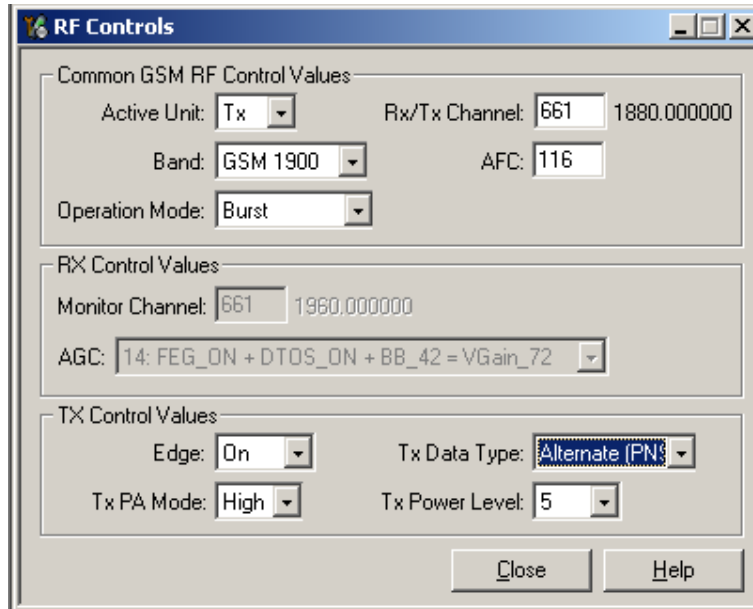 RF Controls
Common GSM RF Control Values
Active Unit: Tx Rx/Tx Channel: 661 1880.000000
Band: GSM 1900 AFC: 116
Operation Mode: Burst
RX Control Values
Monitor Channel: 661 1960.000000
AGC: 14: FEG_ON + DTOS_ON + BB_42 = VGain_72
TX Control Values
Edge: On Tx Data Type: Alternate (PN9
Tx PA Mode: High Tx Power Level: 5
Close Help